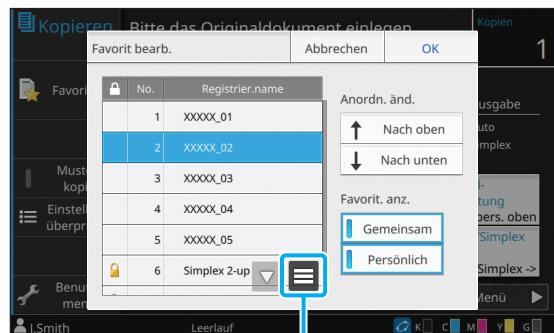 Kopieren Bitte das Originaldokument einlegen Kopien
1
Favorit bearb. Abbrechen OK
Favori
No. Registrier.name
1 XXXXX_01
2 XXXXX_02
3 XXXXX_03
4 XXXXX_04
5 XXXXX_05
6 Simplex 2-up
Anordn. änd.
Nach oben
Nach unten
Favorit. anz.
Gemeinsam
Persönlich
Must
kopi
Einstell
überpr
Benu
men
usgabe
uto
mplex
l-
tung
pers. oben
Simplex
Simplex ->
Menü
J.Smith Leerlauf K C M Y G